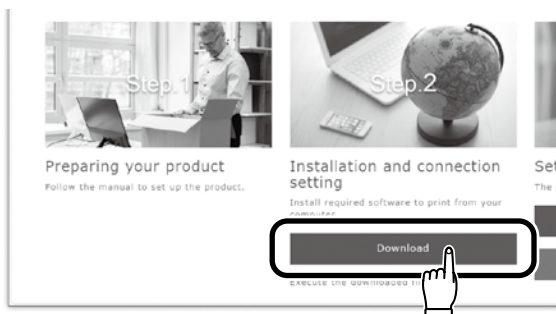 Step.1
Preparing your product
Follow the manual to set up the product.
Step.2
Installation and connection
setting
Install required software to print from your
computer.
Download
Execute the downloaded
Set
The